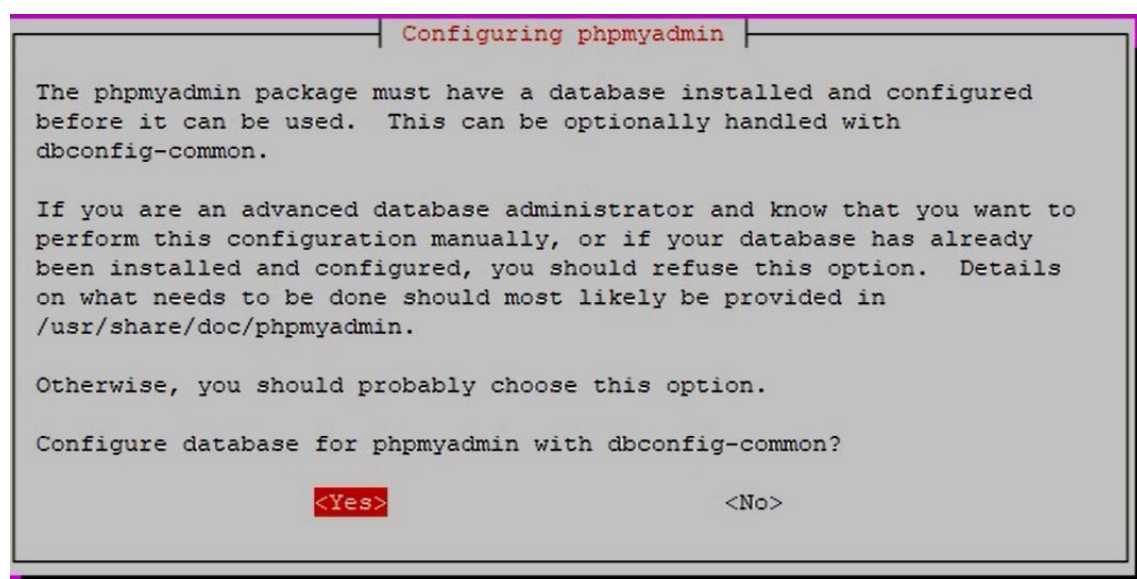 Configuring phpmyadmin
The phpmyadmin package must have a database installed and configured
before it can be used.  This can be optionally handled with
dbconfig-common.
If you are an advanced database administrator and know that you want to
perform this configuration manually, or if your database has already
been installed and configured, you should refuse this option.  Details
on what needs to be done should most likely be provided in
/usr/share/doc/phpmyadmin.
Otherwise, you should probably choose this option.
Configure database for phpmyadmin with dbconfig-common?
<Yes> <No>